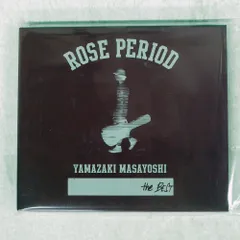 ROSE PERIOD
YAMAZAKI MASAYOSHI
the BEST